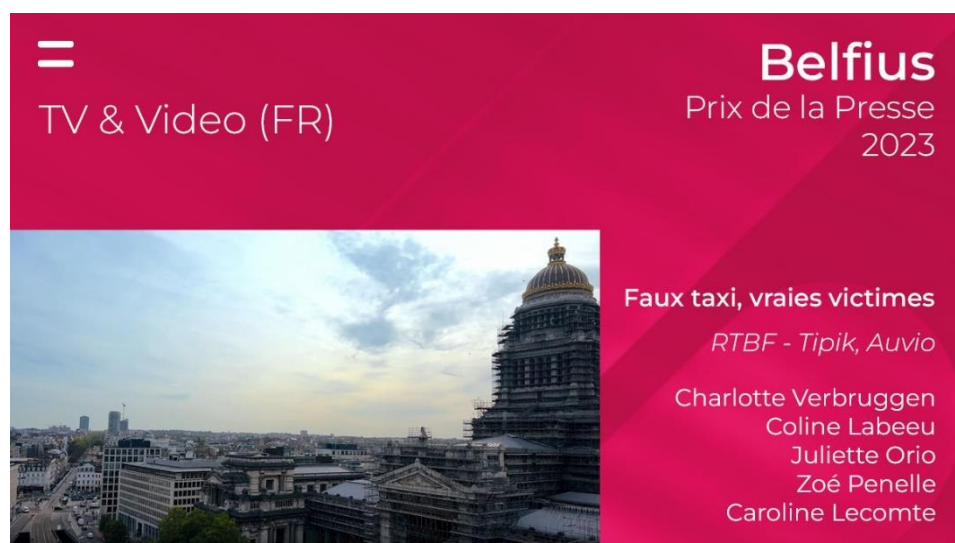 TV & Video (FR)
Belfius
Prix de la Presse
2023
Faux taxi, vraies victimes
RTBF - Tipik, Auvio
Charlotte Verbruggen
Coline Labeeu
Juliette Orio
Zoé Penelle
Caroline Lecomte